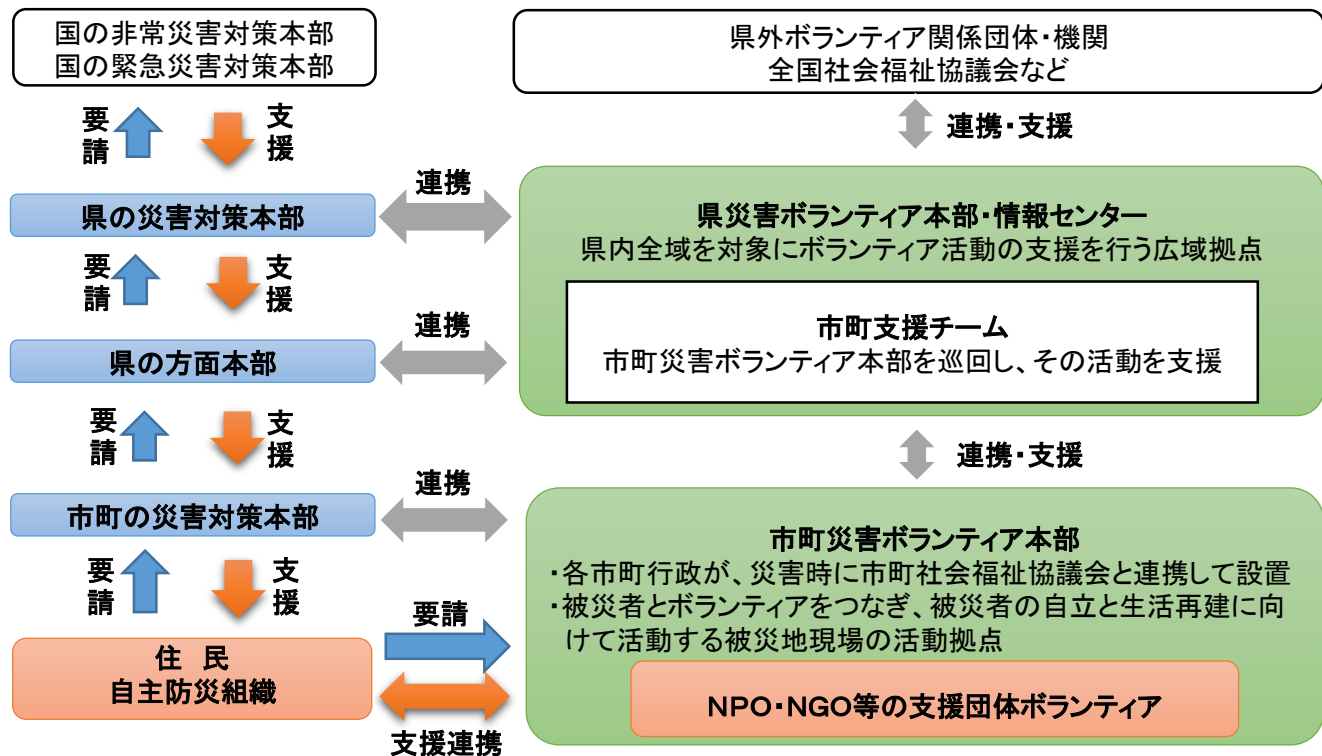 国の非常災害対策本部
国の緊急災害対策本部
県外ボランティア関係団体・機関
全国社会福祉協議会など
要請
支援
連携・支援
県の災害対策本部
連携
県災害ボランティア本部・情報センター
県内全域を対象にボランティア活動の支援を行う広域拠点
要請
支援
市町支援チーム
市町災害ボランティア本部を巡回し、その活動を支援
県の方面本部
連携
要請
支援
連携・支援
市町の災害対策本部
連携
市町災害ボランティア本部
・各市町行政が、災害時に市町社会福祉協議会と連携して設置
・被災者とボランティアをつなぎ、被災者の自立と生活再建に向
けて活動する被災地現場の活動拠点
要請
支援
住 民
自主防災組織
要請
支援連携
NPO・NGO等の支援団体ボランティア